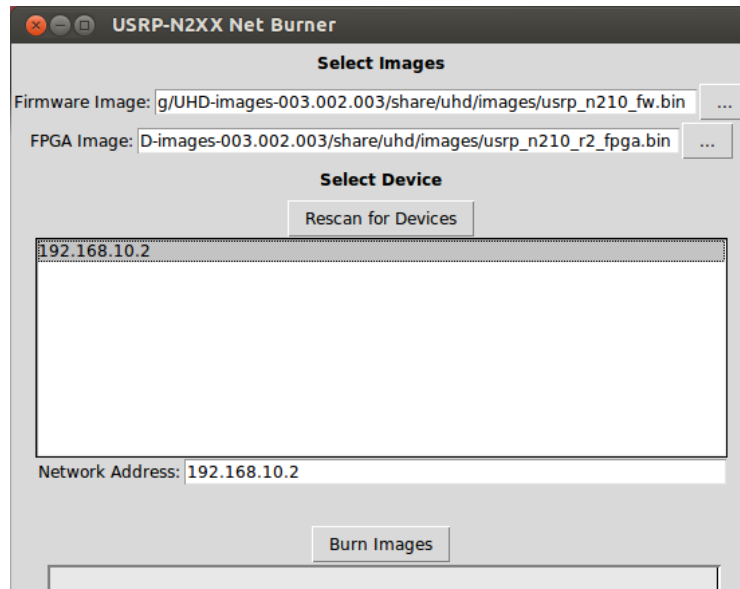 USRP-N2XX Net Burner
Select Images
Firmware Image: g/UHD-images-003.002.003/share/uhd/images/usrp_n210_fw.bin ...
FPGA Image: D-images-003.002.003/share/uhd/images/usrp_n210_r2_fpga.bin ...
Select Device
Rescan for Devices
192.168.10.2
Network Address: 192.168.10.2
Burn Images